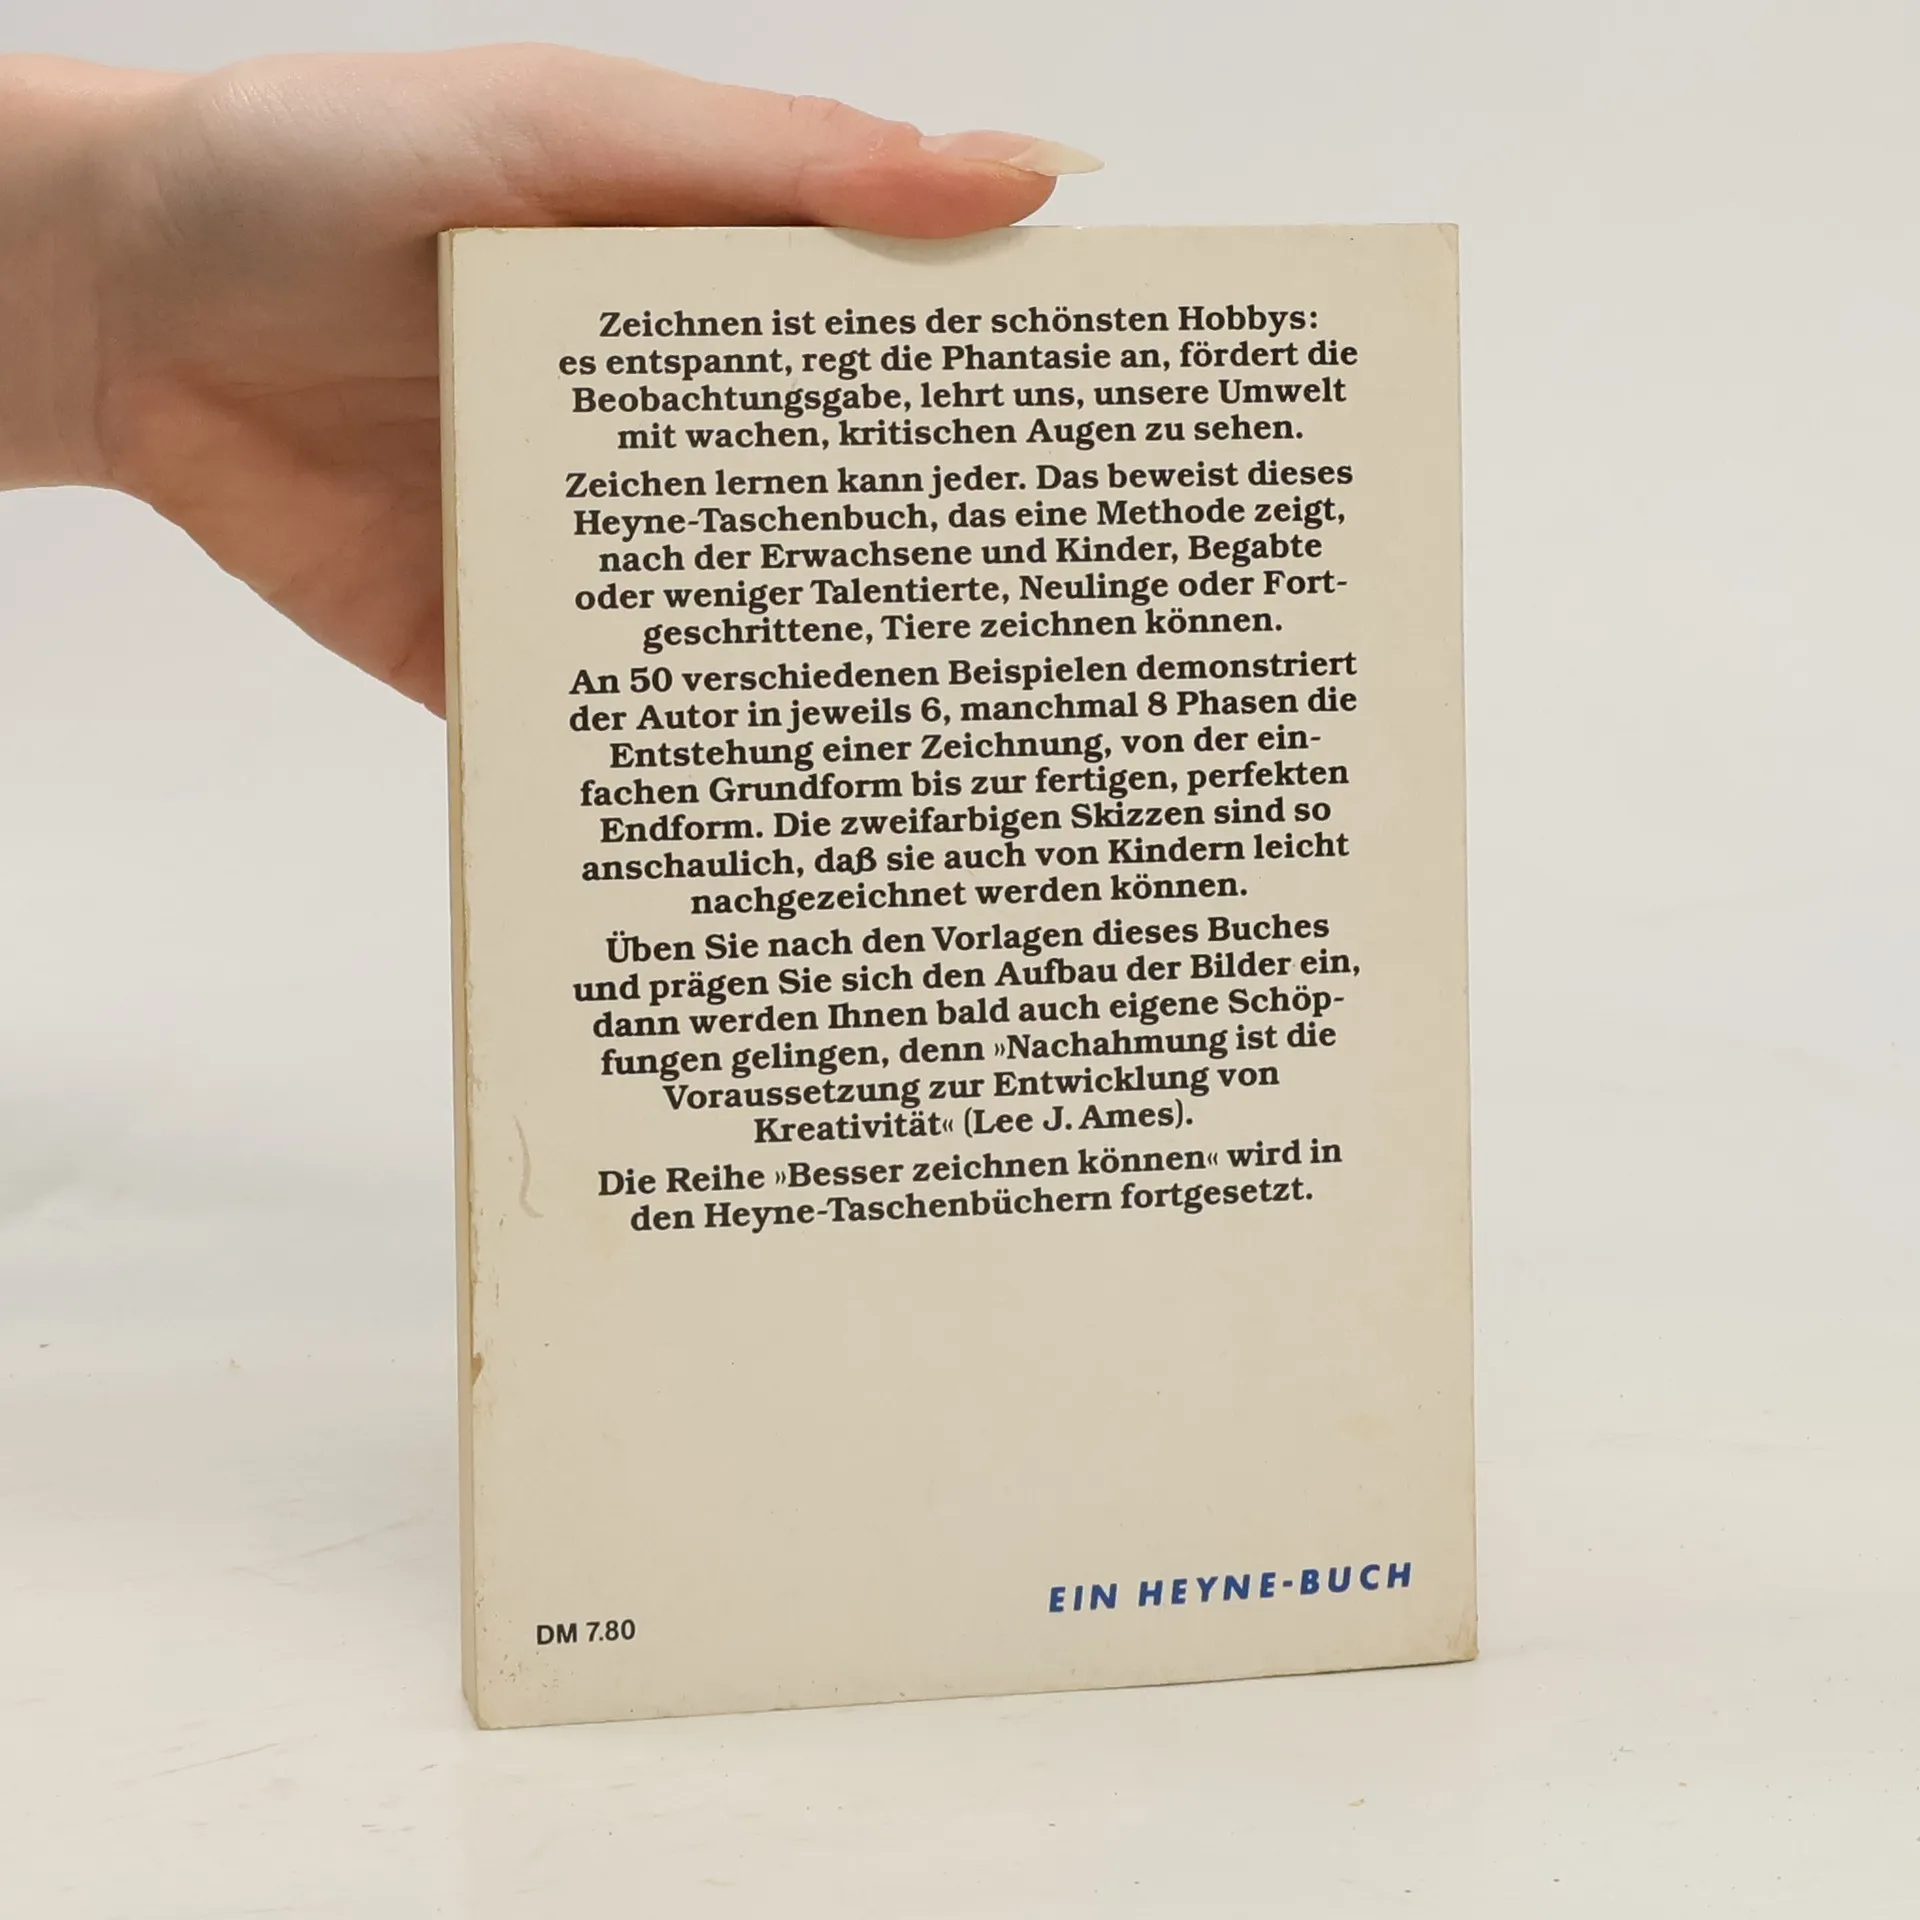 Zeichnen ist eines der schönsten Hobbys:
es entspannt, regt die Phantasie an, fördert die
Beobachtungsgabe, lehrt uns, unsere Umwelt
mit wachen, kritischen Augen zu sehen.
Zeichen lernen kann jeder. Das beweist dieses
Heyne-Taschenbuch, das eine Methode zeigt,
nach der Erwachsene und Kinder, Begabte
oder weniger Talentierte, Neulinge oder Fort-
geschrittene, Tiere zeichnen können.
An 50 verschiedenen Beispielen demonstriert
der Autor in jeweils 6, manchmal 8 Phasen die
Entstehung einer Zeichnung, von der ein-
fachen Grundform bis zur fertigen, perfekten
Endform. Die zweifarbigen Skizzen sind so
anschaulich, daß sie auch von Kindern leicht
nachgezeichnet werden können.
Üben Sie nach den Vorlagen dieses Buches
und prägen Sie sich den Aufbau der Bilder ein,
dann werden Ihnen bald auch eigene Schöp-
fungen gelingen, denn »Nachahmung ist die
Voraussetzung zur Entwicklung von
Kreativität« (Lee J. Ames).
Die Reihe »Besser zeichnen können« wird in
den Heyne-Taschenbüchern fortgesetzt.
EIN HEYNE-BUCH
DM 7.80